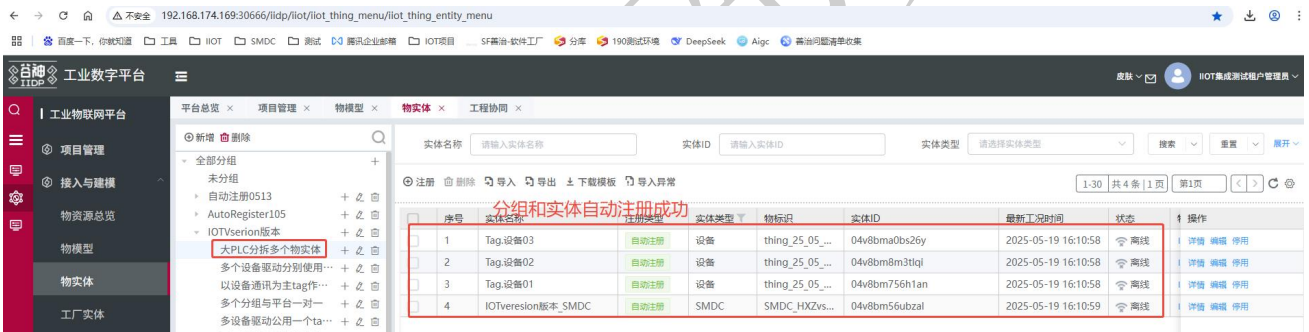 不安全 192.168.174.169:30666/iidp/iot/iiot_thing_menu/iiot_thing_entity_menu
百度一下，你就知道 工具 IIOT SMDC 测试 腾讯企业邮箱 IOT项目 SF善治-软件工厂 分库 190测试环境 DeepSeek Aigc 善治问题清单收集
谷神 IIDP 工业数字平台 皮肤 IIOT集成测试租户管理员
工业物联网平台 平台总览 × 项目管理 × 物模型 × 物实体 × 工程协同 ×
新增 删除 实体名称 请输入实体名称 实体ID 请输入实体ID 实体类型 请选择实体类型 搜索 重置 展开
项目管理
全部分组 +
接入与建模 未分组 注册 删除 导入 导出 下载模板 导入异常 1-30 共 4 条 1 页 第1页
自动注册0513
物资源总览 AutoRegister105 分组和实体自动注册成功
序号 实体名称 注册类型 实体类型 物标识 实体ID 最新工况时间 状态 操作
IOTVserion版本
物模型 大PLC分拆多个物实体 1 Tag.设备03 自动注册 设备 thing_25_05_... 04v8bma0bs26y 2025-05-19 16:10:58 离线 详情 编辑 停用
多个设备驱动分别使用… 2 Tag.设备02 自动注册 设备 thing_25_05_... 04v8bm8m3tlqi 2025-05-19 16:10:58 离线 详情 编辑 停用
物实体 以设备通讯为主tag作… 3 Tag.设备01 自动注册 设备 thing_25_05_... 04v8bm756h1an 2025-05-19 16:10:58 离线 详情 编辑 停用
多个分组与平台一对一 4 IOTveresion版本_SMDC 自动注册 SMDC SMDC_HXZvs... 04v8bm56ubzal 2025-05-19 16:10:59 离线 详情 编辑 停用
工厂实体 多设备驱动公用一个ta…